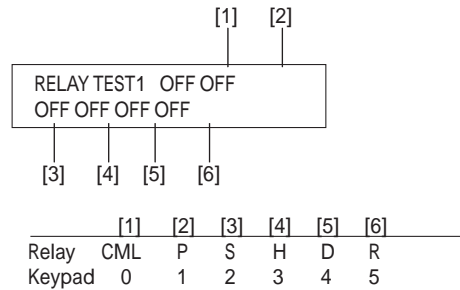 [1] [2]
RELAY TEST1 OFF OFF
OFF OFF OFF OFF
[3] [4] [5] [6]
[1] [2] [3] [4] [5] [6]
Relay CML P S H D R
Keypad 0 1 2 3 4 5